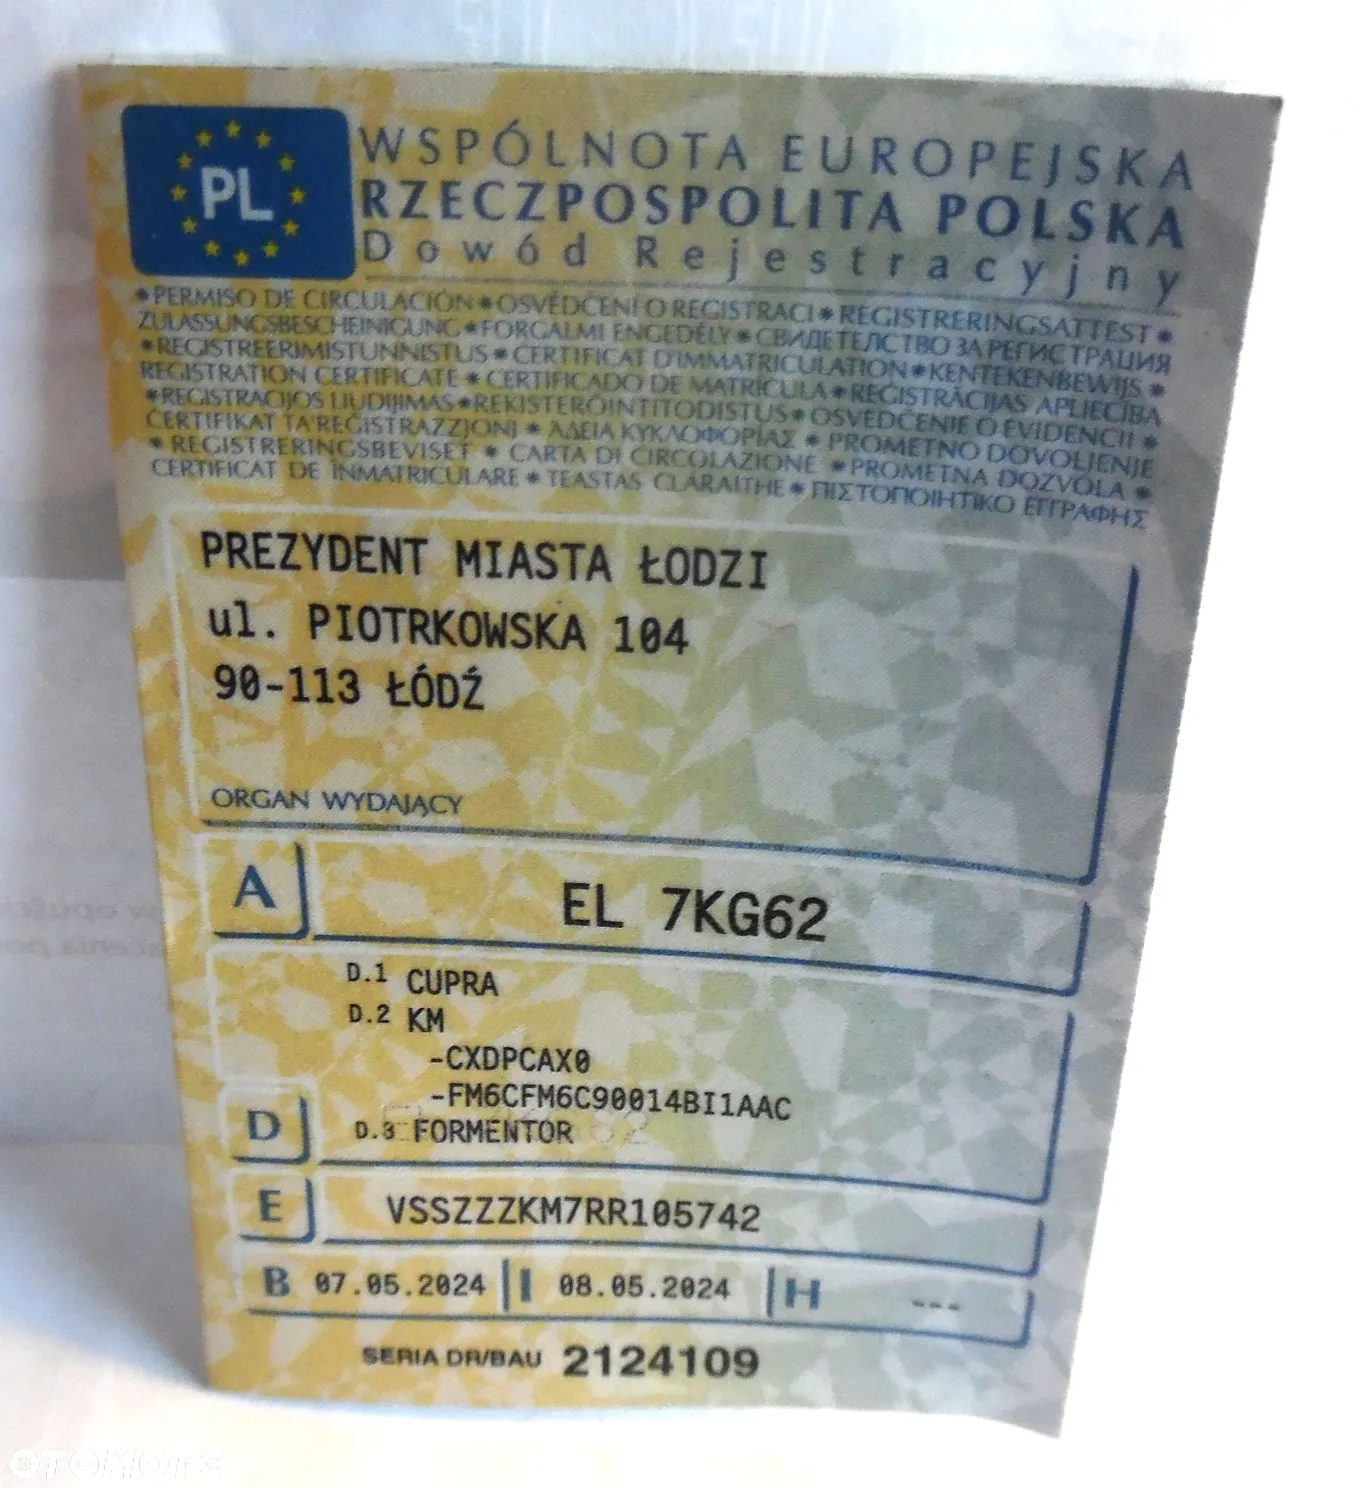 PL
WSPÓLNOTA EUROPEJSKA
RZECZPOSPOLITA POLSKA
Dowód Rejestracyjny
*PERMISO DE CIRCULACIÓN*OSVĚDČENÍ O REGISTRACI*REGISTRERINGSATTEST*
ZULASSUNGSBESCHEINIGUNG*FORGALMI ENGEDÉLY*СВИДЕТЕЛСТВО ЗА РЕГИСТРАЦИЯ
*REGISTREERIMISTUNNISTUS*CERTIFICAT D'IMMATRICULATION*KENTEKENBEWIJS*
REGISTRATION CERTIFICATE*CERTIFICADO DE MATRÍCULA*REĢISTRĀCIJAS APLIECĪBA
*REGISTRACIJOS LIUDIJIMAS*REKISTERÖINTITODISTUS*OSVEDČENIE O EVIDENCII*
ĊERTIFIKAT TA'REĠISTRAZZJONI*ΑΔΕΙΑ ΚΥΚΛΟΦΟΡΙΑΣ*PROMETNO DOVOLJENJE
*REGISTRERINGSBEVISET*CARTA DI CIRCOLAZIONE*PROMETNA DOZVOLA*
CERTIFICAT DE ÎNMATRICULARE*TEASTAS CLÁRAITHE*ΠΙΣΤΟΠΟΙΗΤΙΚΟ ΕΓΓΡΑΦΗΣ
PREZYDENT MIASTA ŁODZI
ul. PIOTRKOWSKA 104
90-113 ŁÓDŹ
ORGAN WYDAJĄCY
A EL 7KG62
D.1 CUPRA
D.2 KM
-CXDPCAX0
-FM6CFM6C90014BI1AAC
D D.3 FORMENTOR
E VSSZZZKM7RR105742
B 07.05.2024 I 08.05.2024 H ---
SERIA DR/BAU 2124109
OTOMOTO